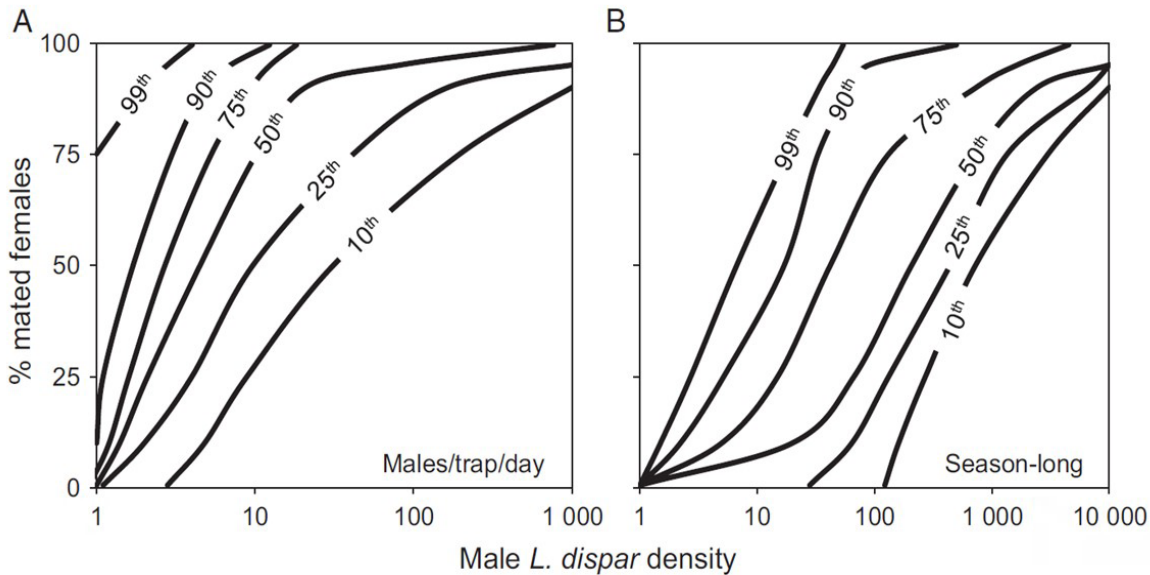 A
B
100
75
50
25
0
% mated females
99th
90th
75th
50th
25th
10th
Males/trap/day
1
10
100
1 000
99th
90th
75th
50th
25th
10th
Season-long
1
10
100
1 000
10 000
Male L. dispar density